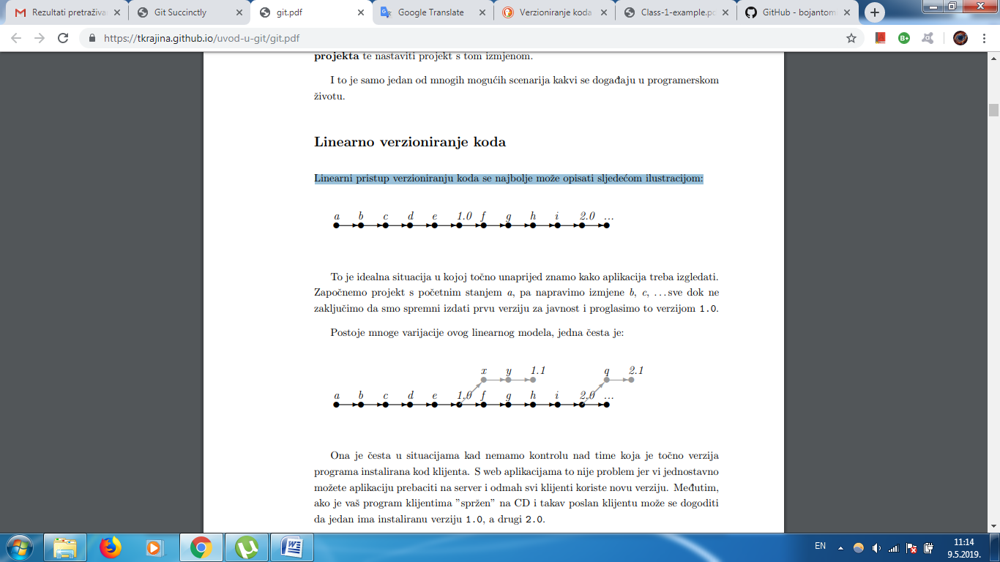 Rezultati pretraživa
Git Succinctly
git.pdf
Google Translate
Verzioniranje koda
Class-1-example.po
GitHub - bojantom
https://tkrajina.github.io/uvod-u-git/git.pdf
projekta te nastaviti projekt s tom izmjenom.
I to je samo jedan od mnogih mogućih scenarija kakvi se događaju u programerskom
životu.
Linearno verzioniranje koda
Linearni pristup verzioniranju koda se najbolje može opisati sljedećom ilustracijom:
a b c d e 1.0 f g h i 2.0 ...
To je idealna situacija u kojoj točno unaprijed znamo kako aplikacija treba izgledati.
Započnemo projekt s početnim stanjem a, pa napravimo izmjene b, c, ...sve dok ne
zaključimo da smo spremni izdati prvu verziju za javnost i proglasimo to verzijom 1.0.
Postoje mnoge varijacije ovog linearnog modela, jedna česta je:
x y 1.1 q 2.1
a b c d e 1.0 f g h i 2.0 ...
Ona je česta u situacijama kad nemamo kontrolu nad time koja je točno verzija
programa instalirana kod klijenta. S web aplikacijama to nije problem jer vi jednostavno
možete aplikaciju prebaciti na server i odmah svi klijenti koriste novu verziju. Međutim,
ako je vaš program klijentima ”spržen” na CD i takav poslan klijentu može se dogoditi
da jedan ima instaliranu verziju 1.0, a drugi 2.0.
EN
11:14
9.5.2019.